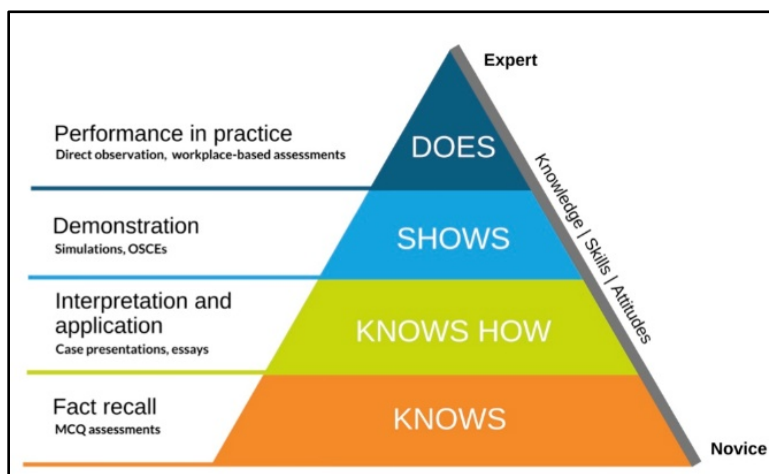 Expert
Performance in practice
Direct observation, workplace-based assessments
DOES
Knowledge | Skills | Attitudes
Demonstration
Simulations, OSCEs
SHOWS
Interpretation and
application
Case presentations, essays
KNOWS HOW
Fact recall
MCQ assessments
KNOWS
Novice